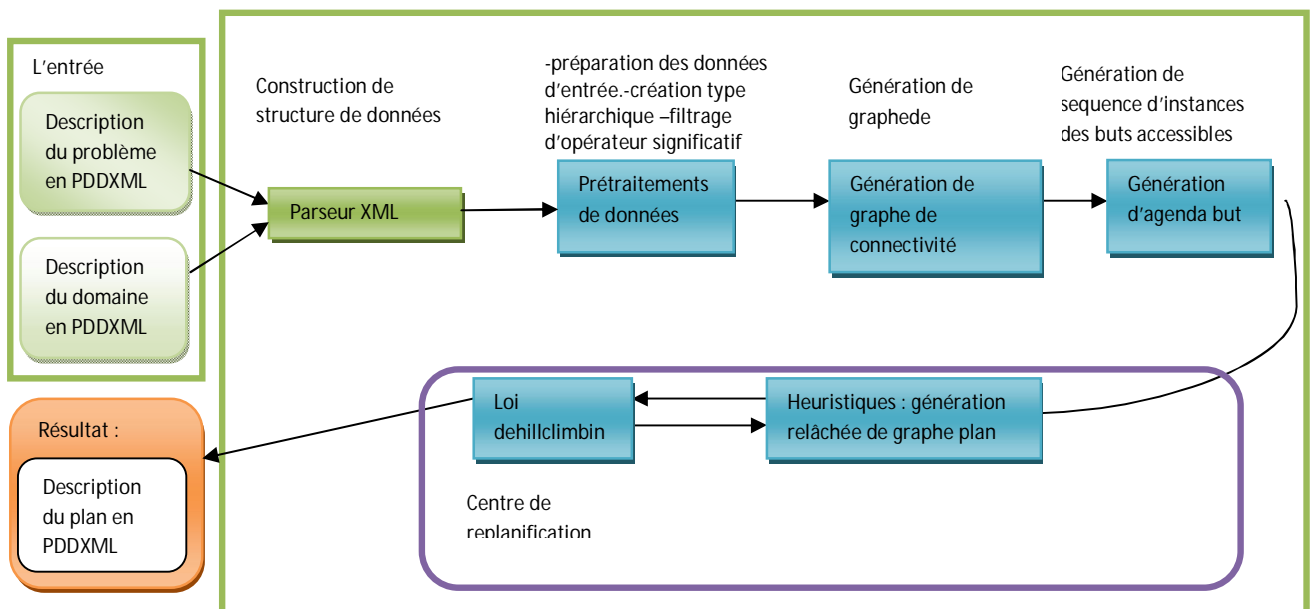 L'entrée
Description
du problème
en PDDXML
Description
du domaine
en PDDXML
Construction de
structure de données
Parseur XML
-préparation des données
d'entrée.-création type
hiérarchique –filtrage
d'opérateur significatif
Prétraitements
de données
Génération de
graphede
Génération de
graphe de
connectivité
Génération de
sequence d'instances
des buts accessibles
Génération
d'agenda but
Heuristiques : génération
relâchée de graphe plan
Loi
dehillclimbin
Centre de
replanification
Résultat :
Description
du plan en
PDDXML